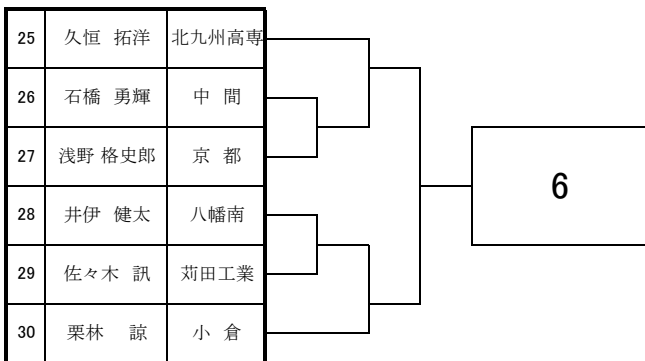 25 久恒 拓洋 北九州高専
26 石橋 勇輝 中 間
27 浅野 格史郎 京 都
28 井伊 健太 八幡南
29 佐々木 訊 苅田工業
30 栗林 諒 小 倉
6